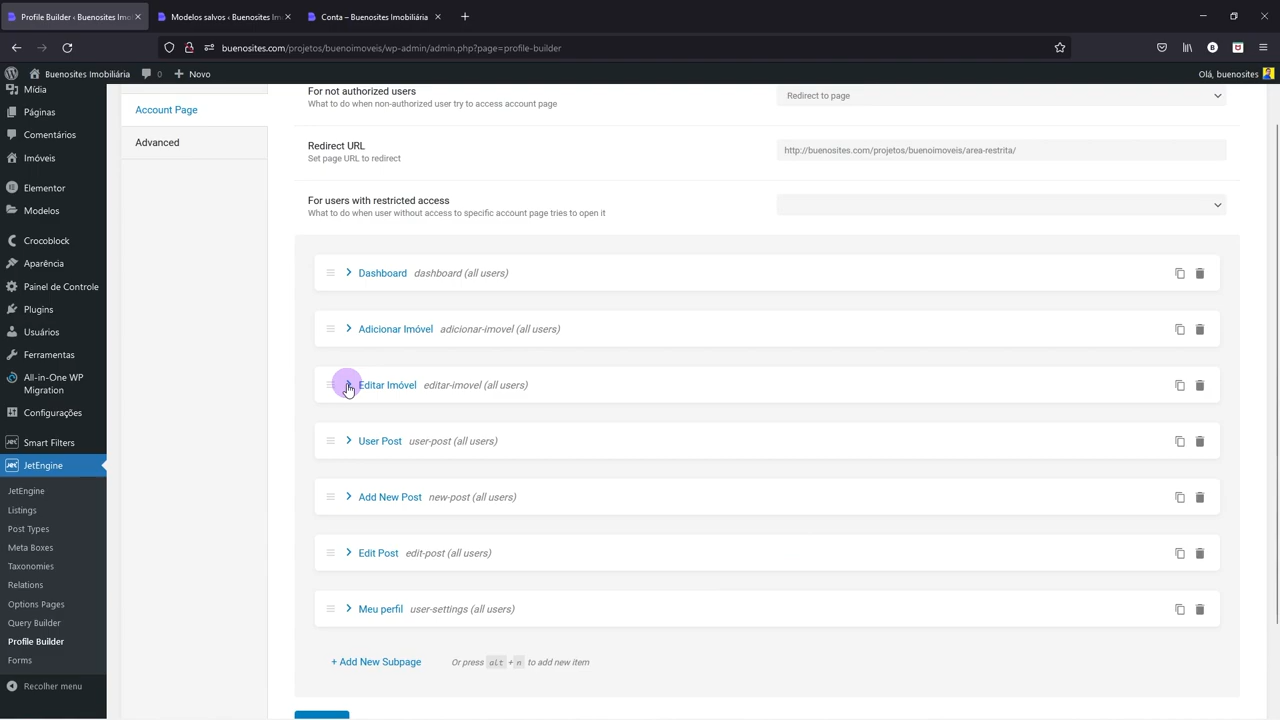 Profile Builder ‹ Buenosites Imo
Modelos salvos ‹ Buenosites Im
Conta – Buenosites Imobiliária
buenosites.com/projetos/buenoimoveis/wp-admin/admin.php?page=profile-builder
Buenosites Imobiliária
0
Novo
Olá, buenosites
Mídia
Páginas
Comentários
Imóveis
Elementor
Modelos
Crocoblock
Aparência
Painel de Controle
Plugins
Usuários
Ferramentas
All-in-One WP
Migration
Configurações
Smart Filters
JetEngine
JetEngine
Listings
Post Types
Meta Boxes
Taxonomies
Relations
Options Pages
Query Builder
Profile Builder
Forms
Recolher menu
Account Page
Advanced
For not authorized users
What to do when non-authorized user try to access account page
Redirect to page
Redirect URL
Set page URL to redirect
http://buenosites.com/projetos/buenoimoveis/area-restrita/
For users with restricted access
What to do when user without access to specific account page tries to open it
Dashboard dashboard (all users)
Adicionar Imóvel adicionar-imovel (all users)
Editar Imóvel editar-imovel (all users)
User Post user-post (all users)
Add New Post new-post (all users)
Edit Post edit-post (all users)
Meu perfil user-settings (all users)
+ Add New Subpage Or press alt + n to add new item